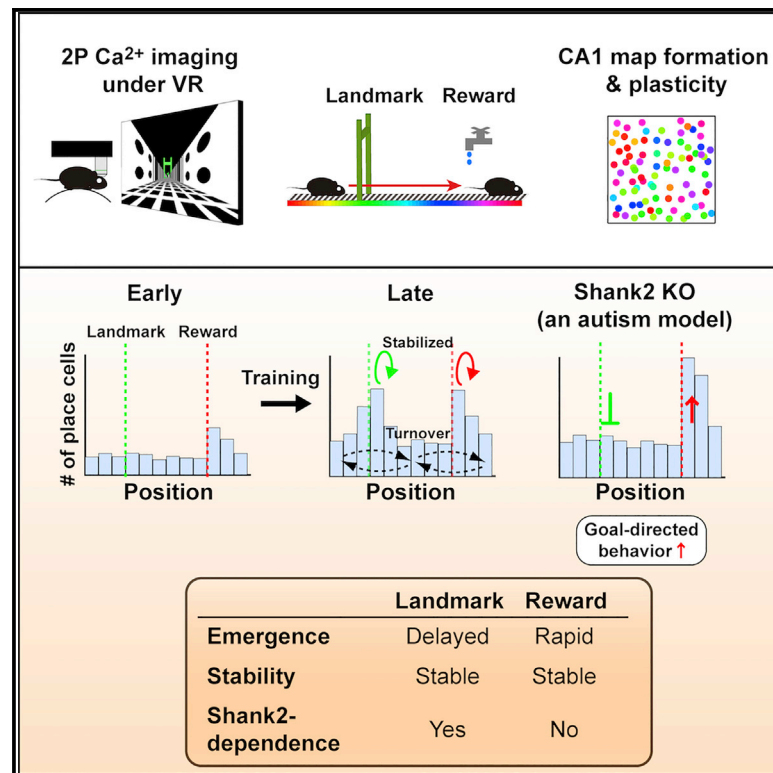 2P Ca2+ imaging
under VR
Landmark
Reward
CA1 map formation
& plasticity
Early
Landmark
Reward
# of place cells
Position
Training
Late
Stabilized
Turnover
Position
Shank2 KO
(an autism model)
Position
Goal-directed
behavior ↑
Landmark Reward
Emergence Delayed Rapid
Stability Stable Stable
Shank2-
dependence Yes No